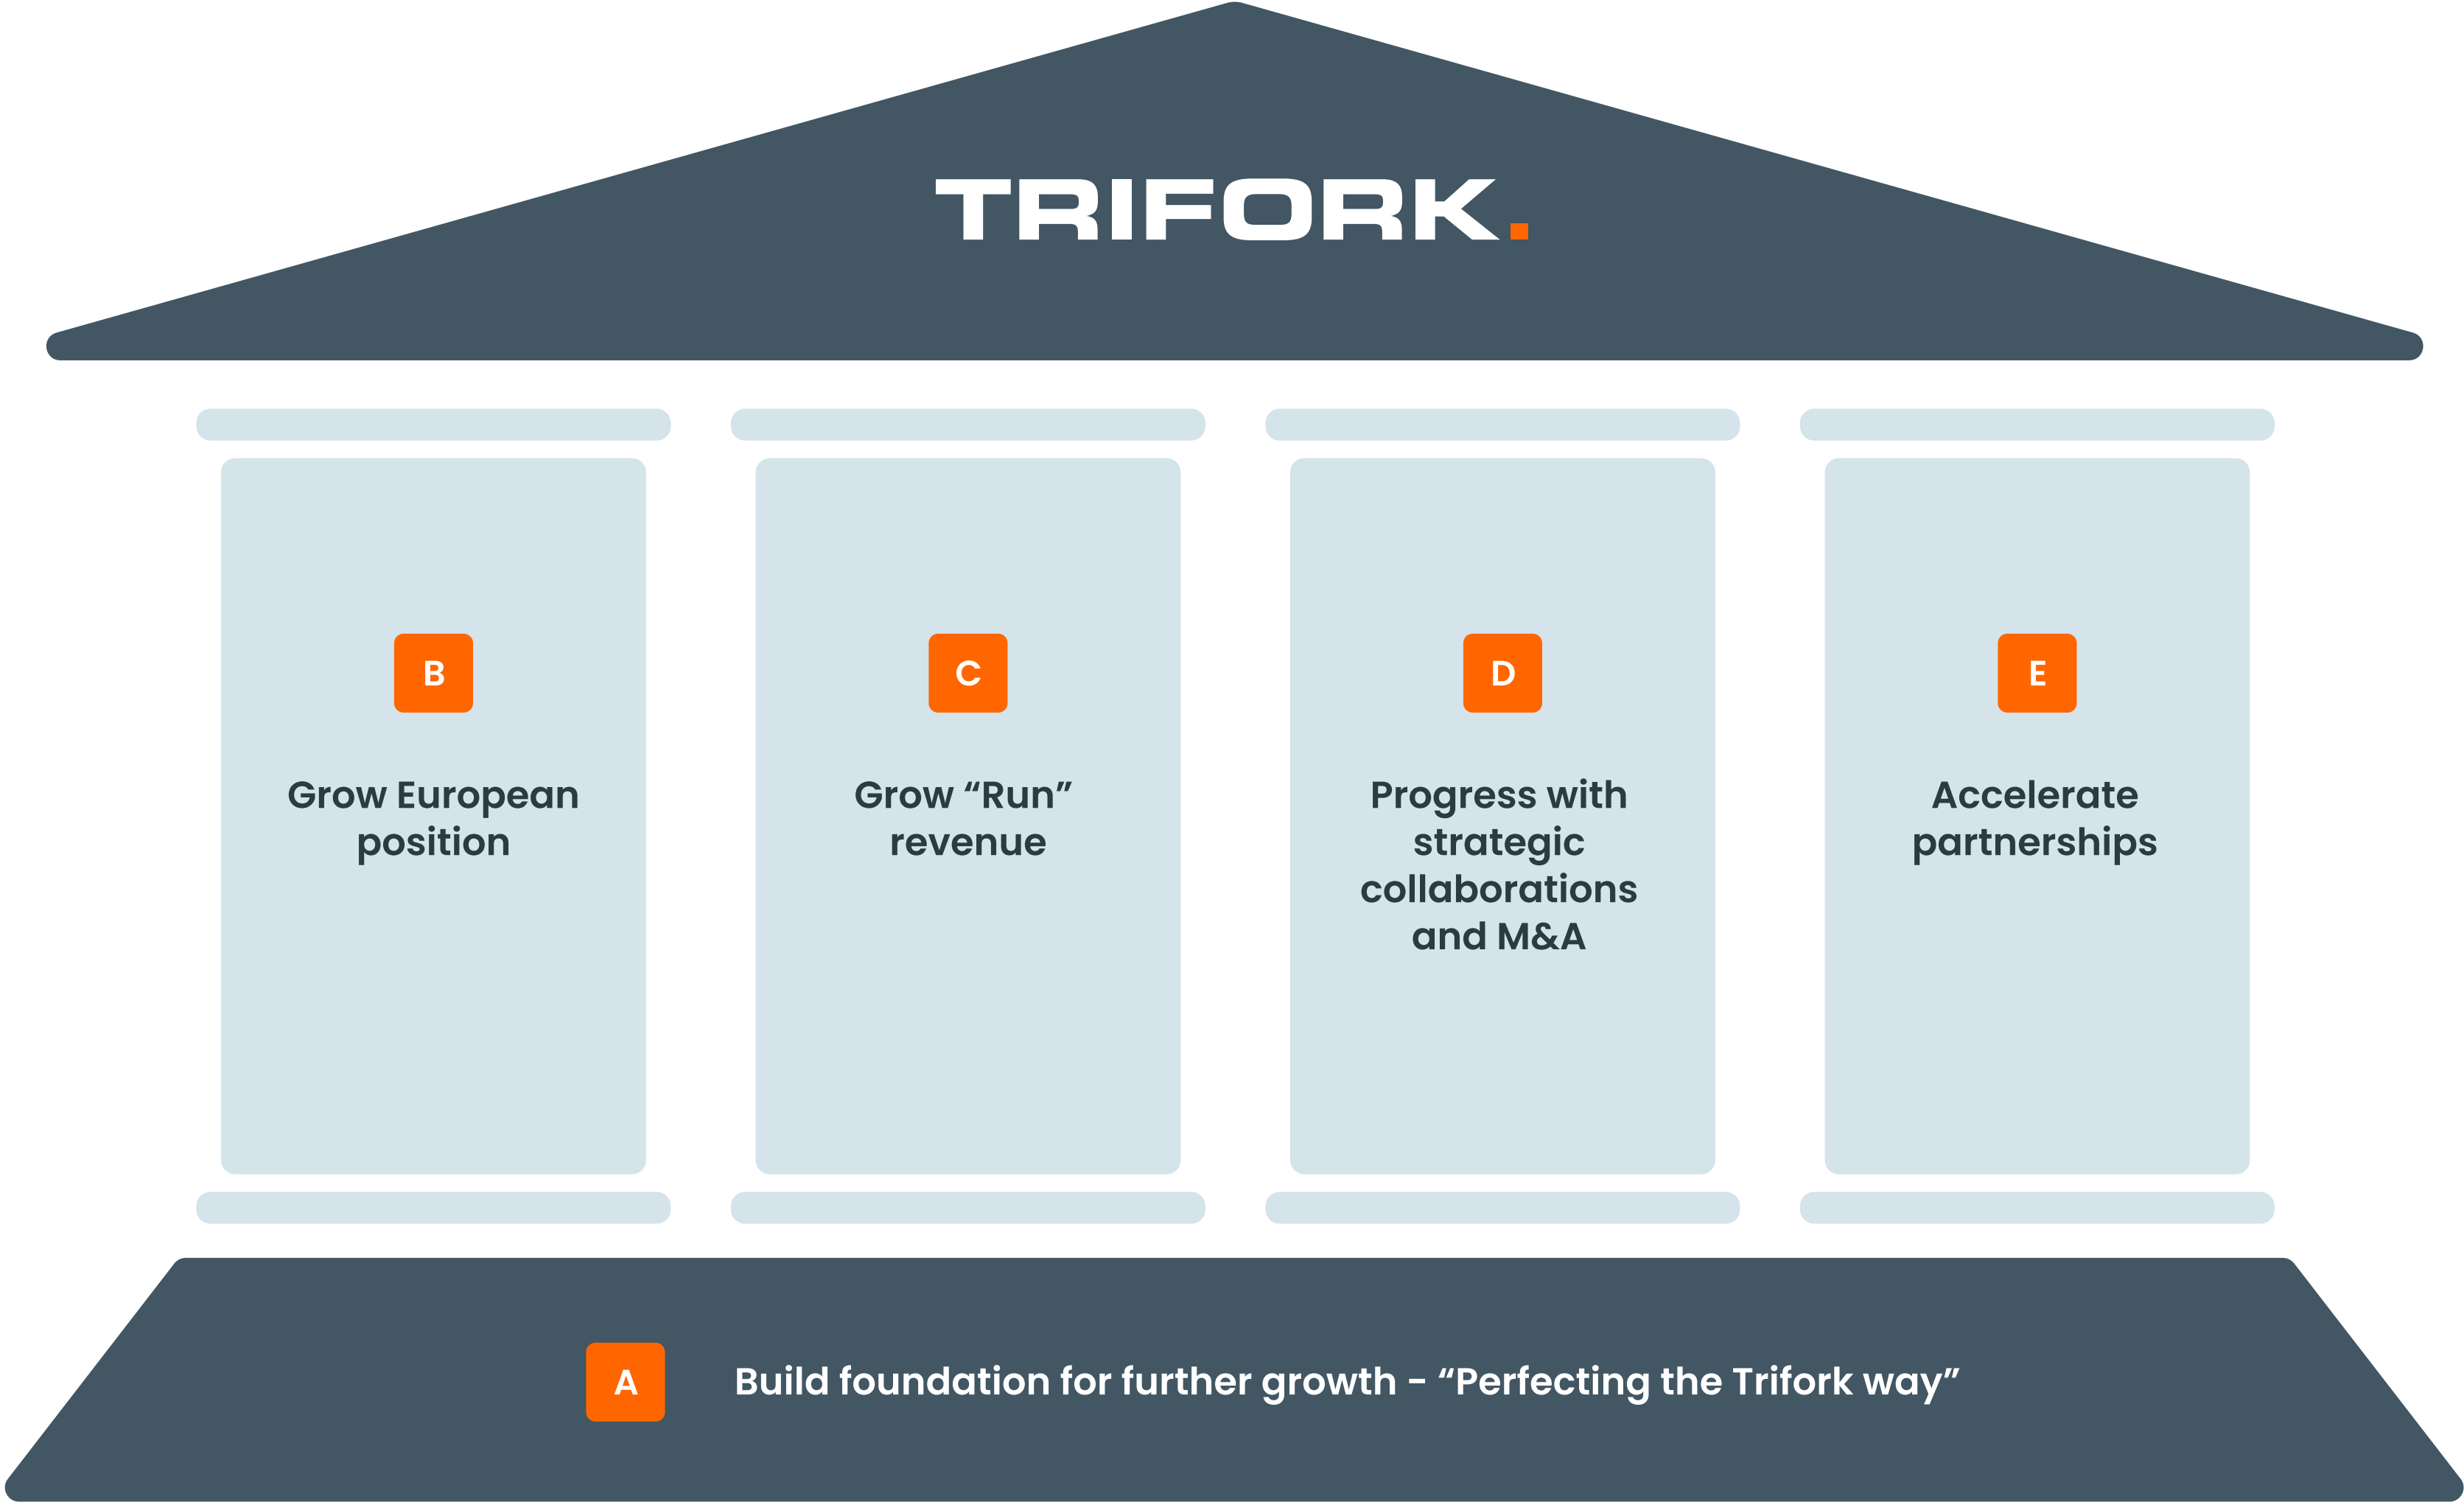 TRIFORK.
B
Grow European
position
C
Grow “Run”
revenue
D
Progress with
strategic
collaborations
and M&A
E
Accelerate
partnerships
A
Build foundation for further growth – “Perfecting the Trifork way”